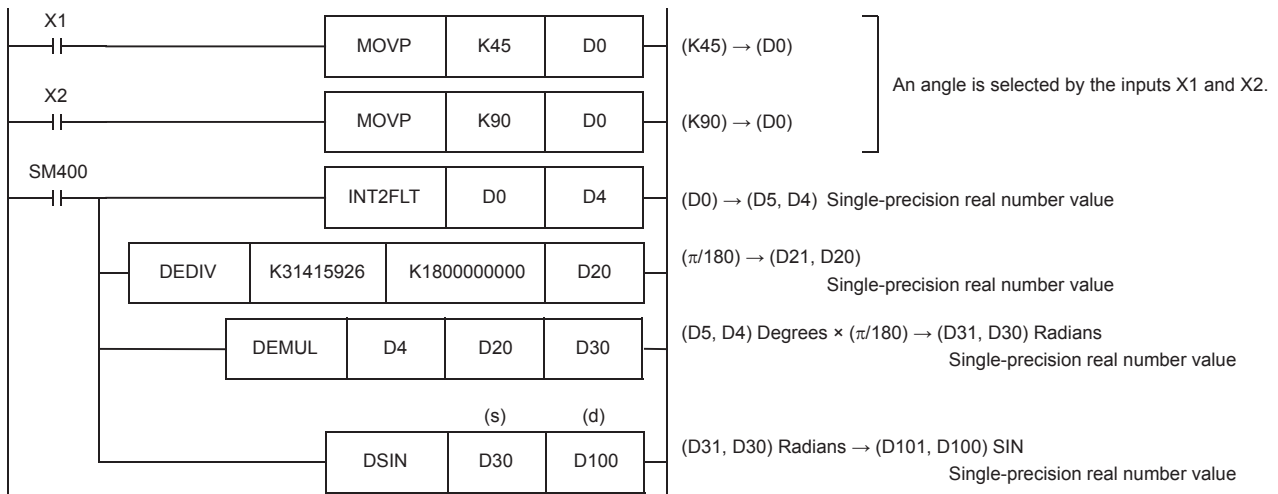 X1
MOVP K45 D0 (K45) → (D0)
An angle is selected by the inputs X1 and X2.
X2
MOVP K90 D0 (K90) → (D0)
SM400
INT2FLT D0 D4 (D0) → (D5, D4) Single-precision real number value
DEDIV K31415926 K1800000000 D20 (π/180) → (D21, D20)
Single-precision real number value
DEMUL D4 D20 D30 (D5, D4) Degrees × (π/180) → (D31, D30) Radians
Single-precision real number value
(s) (d)
DSIN D30 D100 (D31, D30) Radians → (D101, D100) SIN
Single-precision real number value